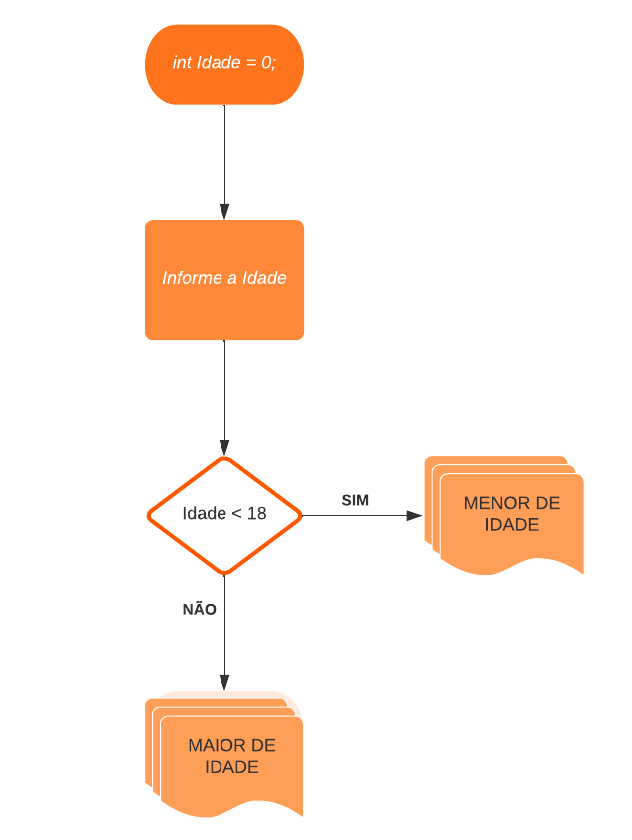 int Idade = 0;
Informe a Idade
Idade < 18
SIM
MENOR DE
IDADE
NÃO
MAIOR DE
IDADE